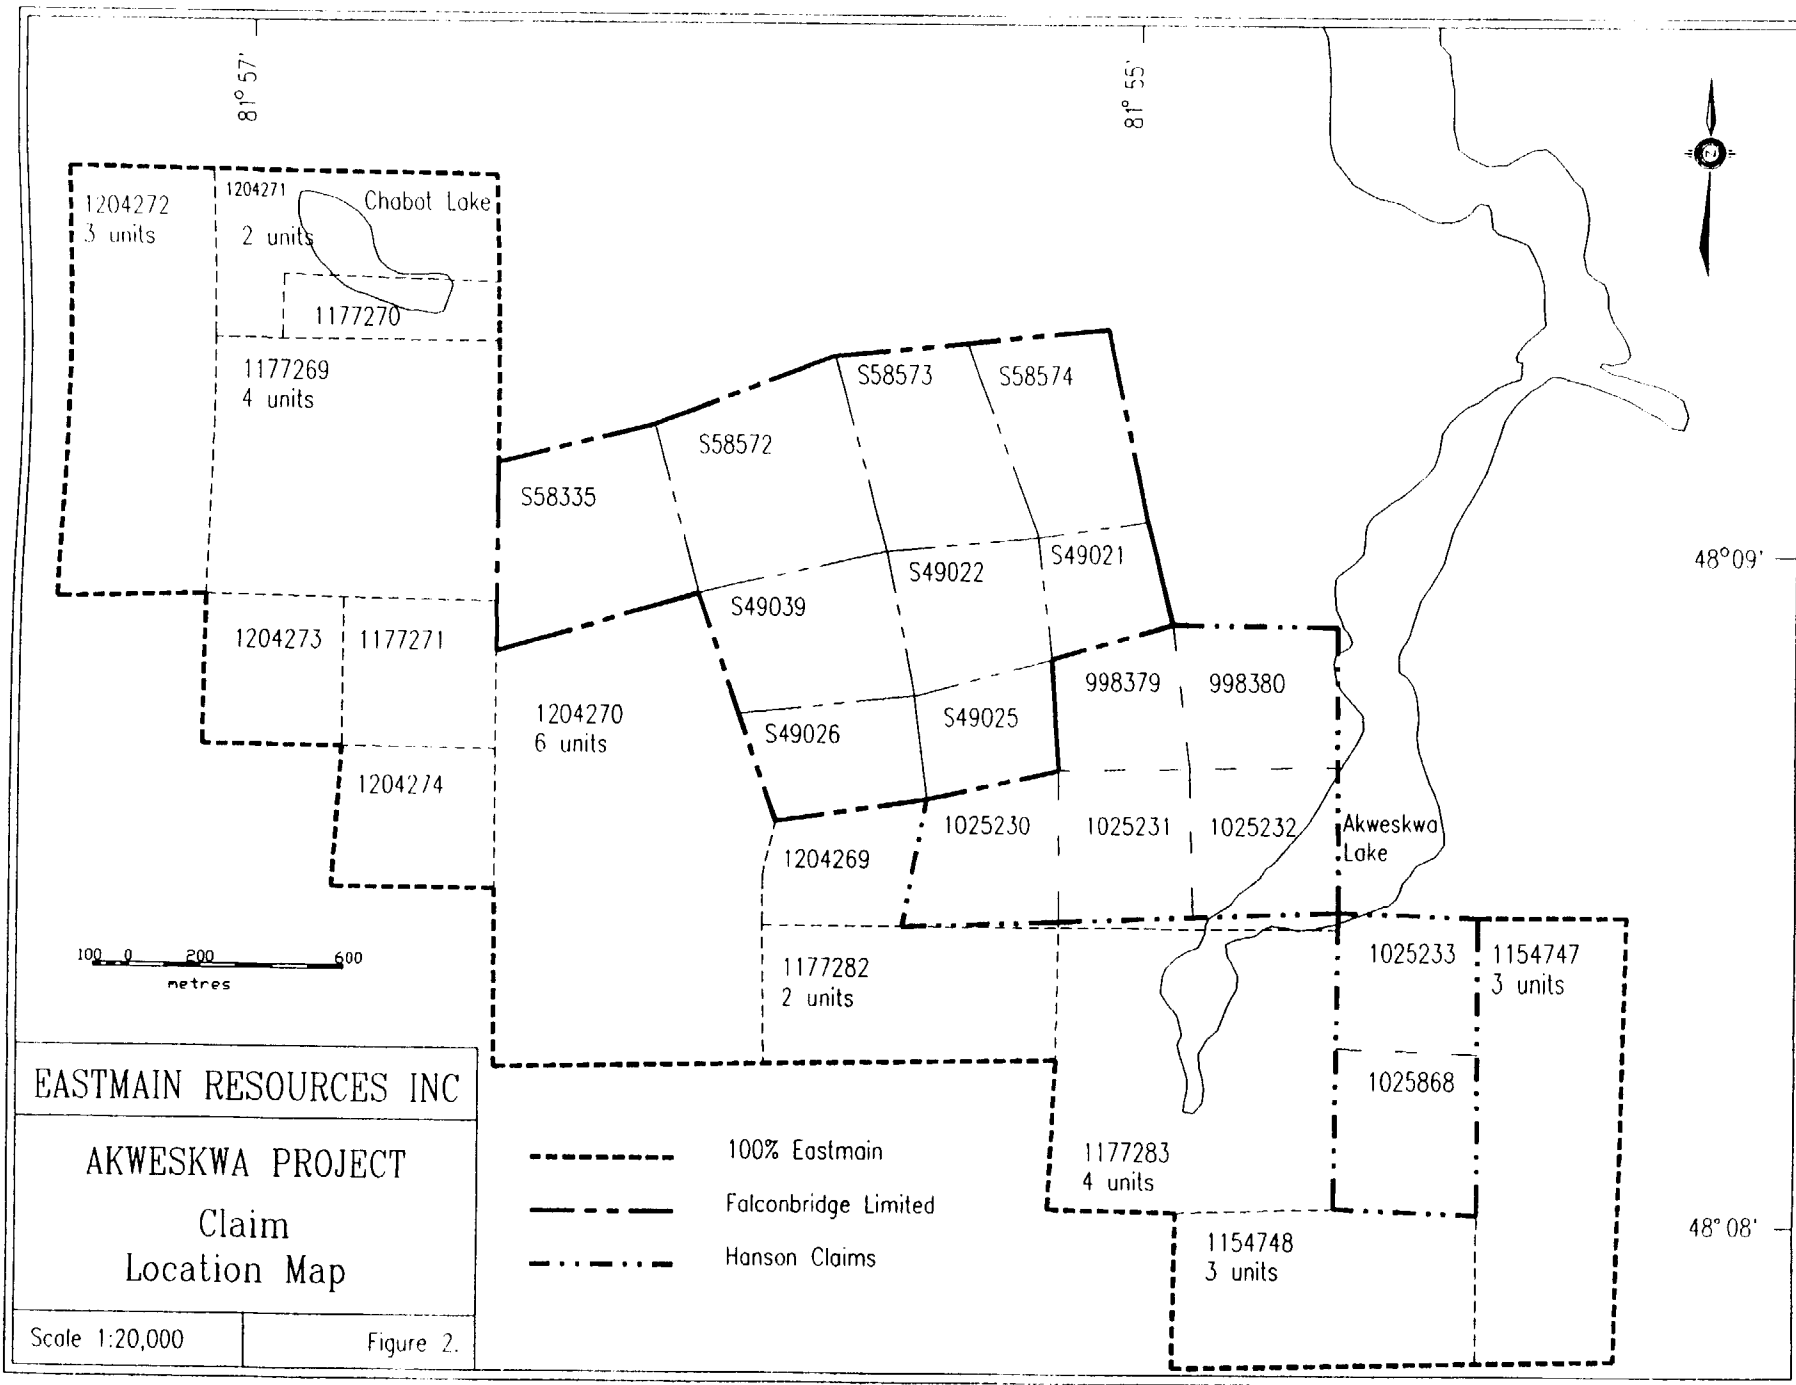 81° 57'
81° 55'
1204272
3 units
1204271
2 units
Chabot Lake
1177270
1177269
4 units
S58573
S58574
S58572
S58335
S49021
S49022
S49039
48°09'
1204273
1177271
998379
998380
1204270
6 units
S49025
S49026
1204274
1025230
1025231
1025232
Akweskwa
Lake
1204269
100 0 200 600
metres
1177282
2 units
1025233
1154747
3 units
1025868
EASTMAIN RESOURCES INC
AKWESKWA PROJECT
Claim
Location Map
Scale 1:20,000
Figure 2.
100% Eastmain
Falconbridge Limited
Hanson Claims
1177283
4 units
48° 08'
1154748
3 units
N